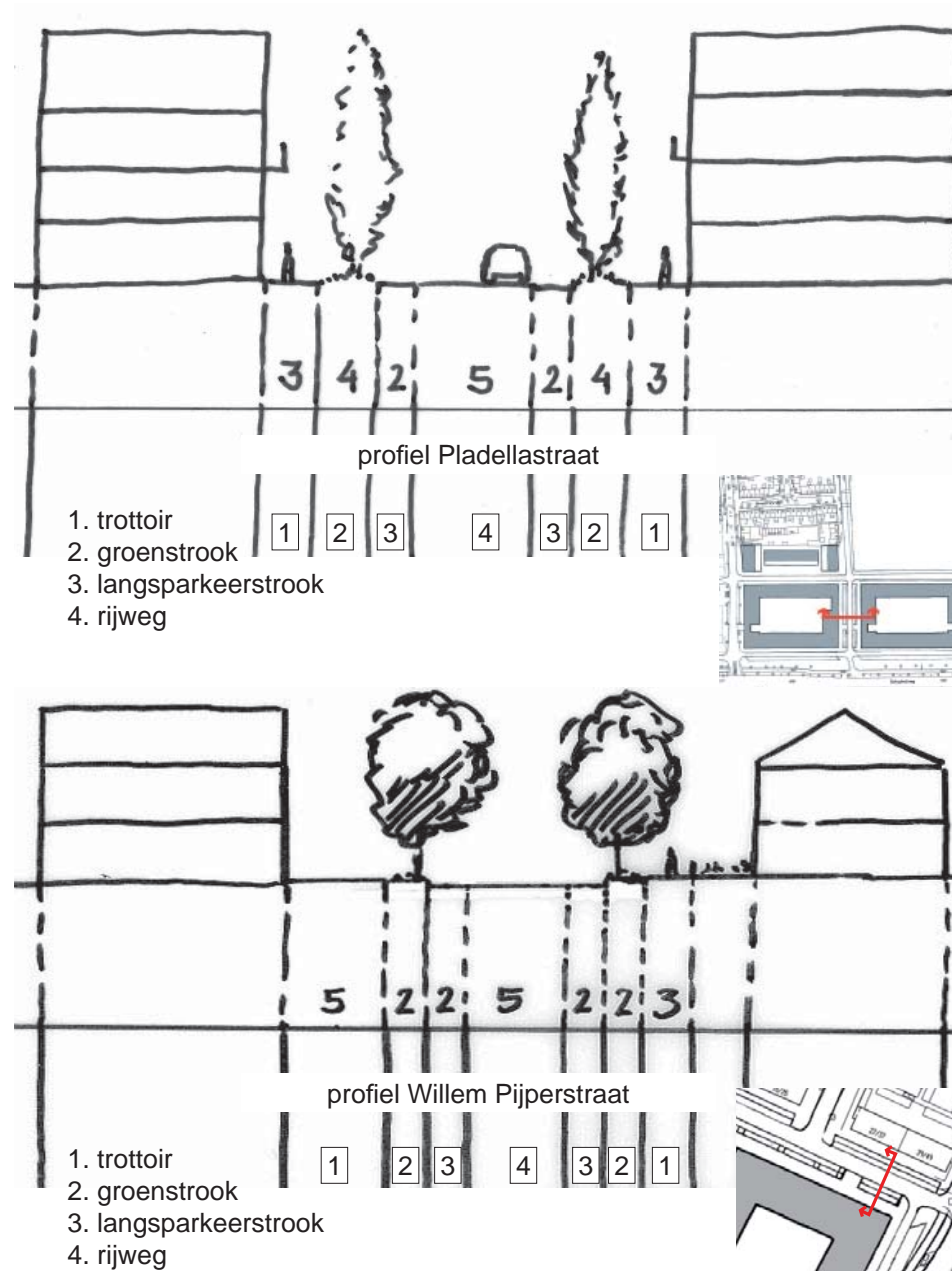 3 4 2 5 2 4 3
profiel Pladellastraat
1 2 3 4 3 2 1
1. trottoir
2. groenstrook
3. langsparkeerstrook
4. rijweg
5 2 2 5 2 2 3
profiel Willem Pijperstraat
1 2 3 4 3 2 1
1. trottoir
2. groenstrook
3. langsparkeerstrook
4. rijweg